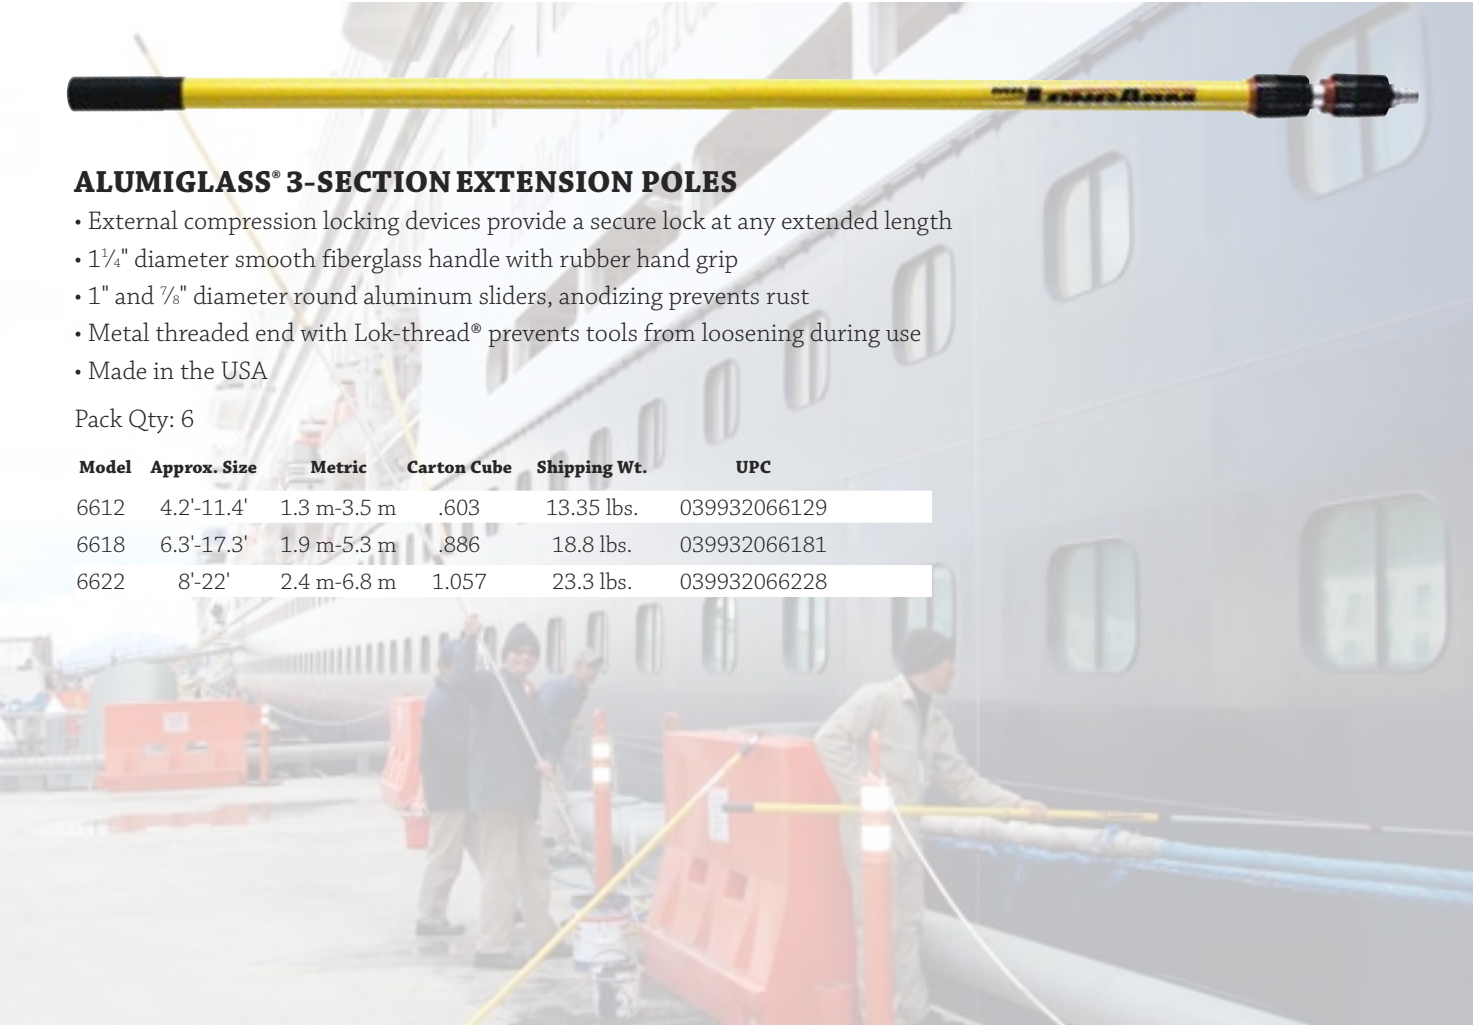 America
MR. LONGARM
ALUMIGLASS® 3-SECTION EXTENSION POLES
• External compression locking devices provide a secure lock at any extended length
• 1¼" diameter smooth fiberglass handle with rubber hand grip
• 1" and ⅞" diameter round aluminum sliders, anodizing prevents rust
• Metal threaded end with Lok-thread® prevents tools from loosening during use
• Made in the USA
Pack Qty: 6
Model Approx. Size Metric Carton Cube Shipping Wt. UPC
6612 4.2'-11.4' 1.3 m-3.5 m .603 13.35 lbs. 039932066129
6618 6.3'-17.3' 1.9 m-5.3 m .886 18.8 lbs. 039932066181
6622 8'-22' 2.4 m-6.8 m 1.057 23.3 lbs. 039932066228